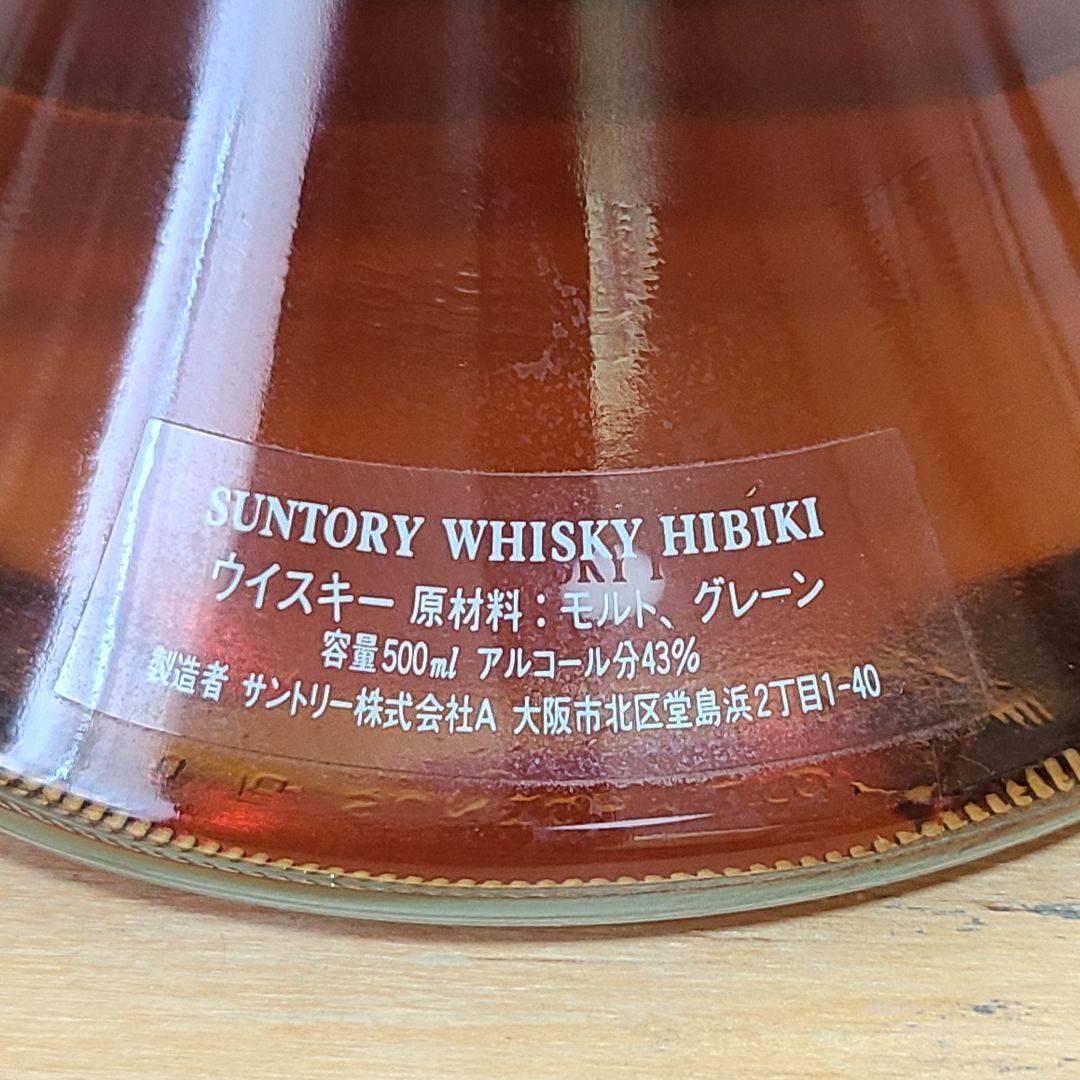 SUNTORY WHISKY HIBIKI
ウイスキー 原材料：モルト、グレーン
容量500ml アルコール分43%
製造者 サントリー株式会社A 大阪市北区堂島浜2丁目1-40